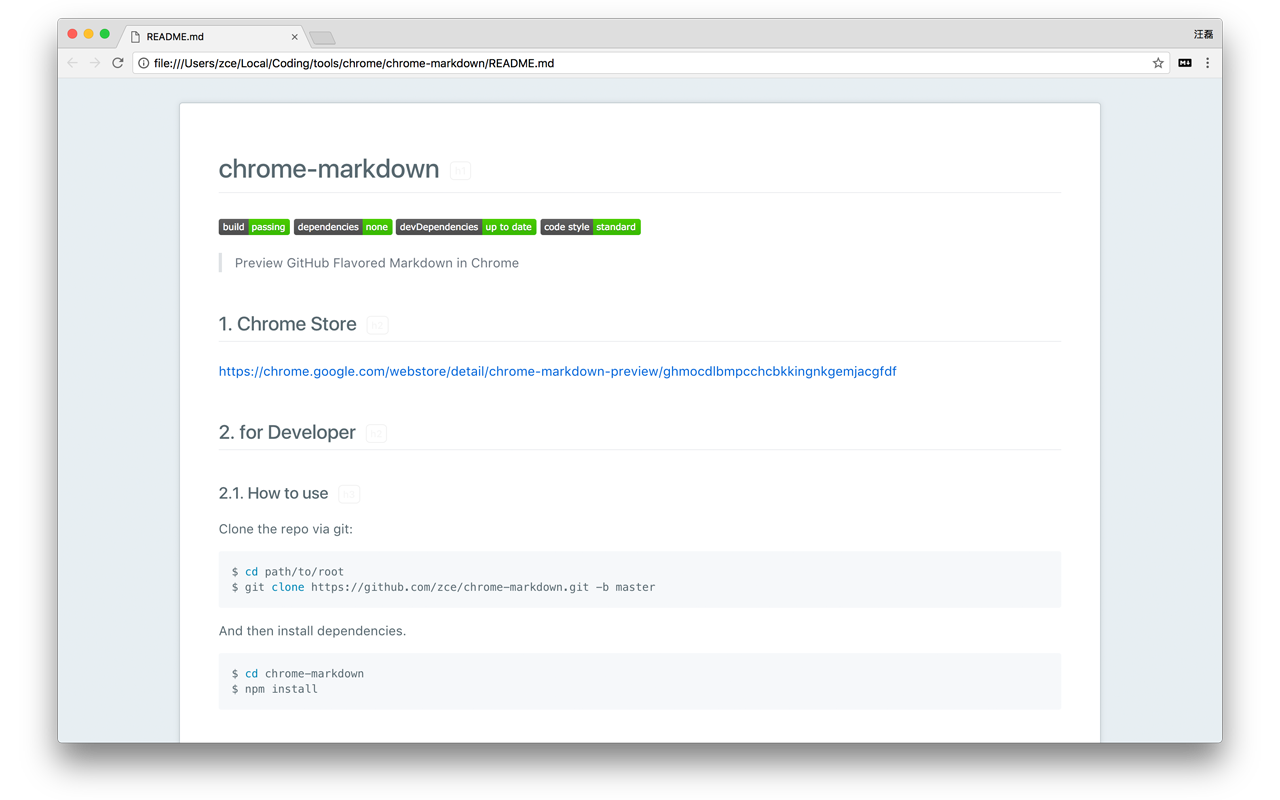 README.md
汪磊
file:///Users/zce/Local/Coding/tools/chrome/chrome-markdown/README.md
chrome-markdown h1
build passing dependencies none devDependencies up to date code style standard
Preview GitHub Flavored Markdown in Chrome
1. Chrome Store h2
https://chrome.google.com/webstore/detail/chrome-markdown-preview/ghmocdlbmpcchcbkkingnkgemjacgfdf
2. for Developer h2
2.1. How to use h3
Clone the repo via git:
$ cd path/to/root
$ git clone https://github.com/zce/chrome-markdown.git -b master
And then install dependencies.
$ cd chrome-markdown
$ npm install